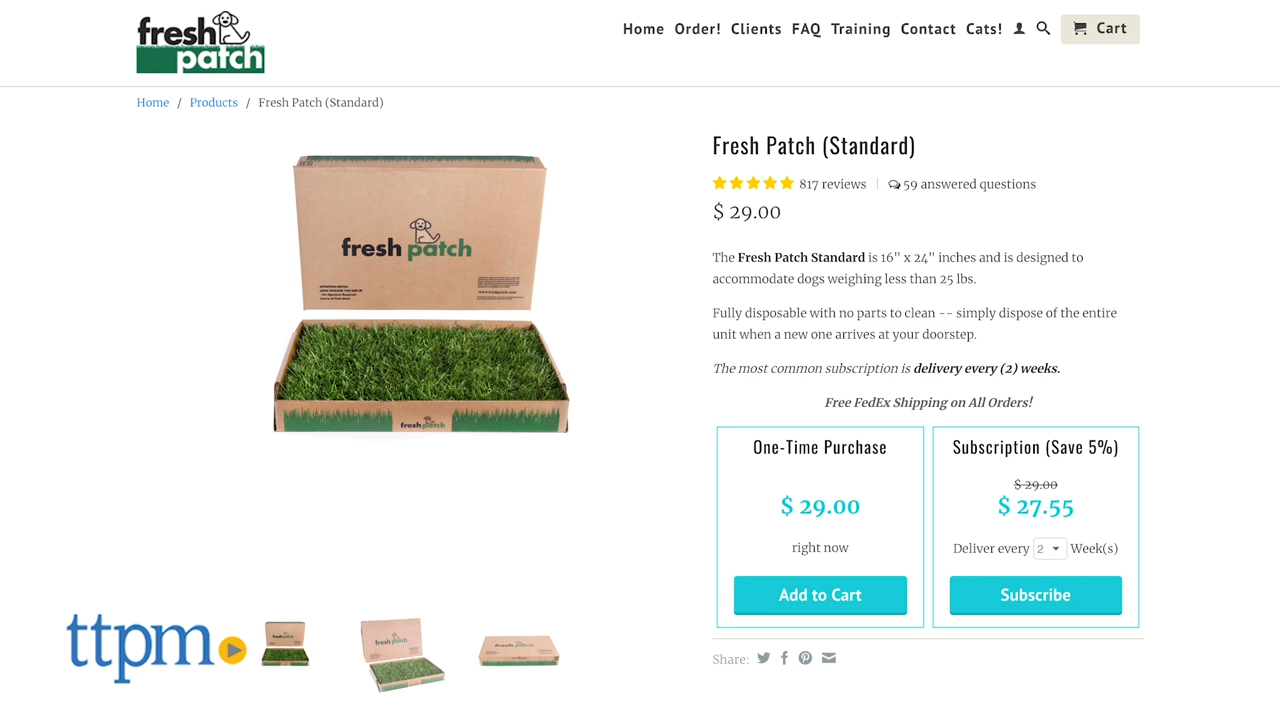 fresh
patch
Home Order! Clients FAQ Training Contact Cats! Cart
Home / Products / Fresh Patch (Standard)
fresh patch
fresh patch
Fresh Patch (Standard)
817 reviews | 59 answered questions
$ 29.00
The Fresh Patch Standard is 16" x 24" inches and is designed to
accommodate dogs weighing less than 25 lbs.
Fully disposable with no parts to clean -- simply dispose of the entire
unit when a new one arrives at your doorstep.
The most common subscription is delivery every (2) weeks.
Free FedEx Shipping on All Orders!
One-Time Purchase
$ 29.00
right now
Add to Cart
Subscription (Save 5%)
$ 29.00
$ 27.55
Deliver every 2 Week(s)
Subscribe
Share:
ttpm
fresh patch
fresh patch